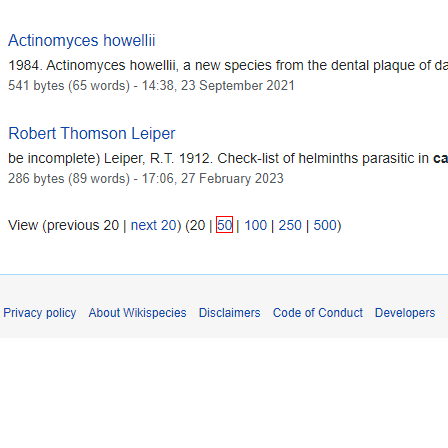 Actinomyces howellii
1984. Actinomyces howellii, a new species from the dental plaque of da
541 bytes (65 words) - 14:38, 23 September 2021
Robert Thomson Leiper
be incomplete) Leiper, R.T. 1912. Check-list of helminths parasitic in ca
286 bytes (89 words) - 17:06, 27 February 2023
View (previous 20 | next 20) (20 | 50 | 100 | 250 | 500)
Privacy policy About Wikispecies Disclaimers Code of Conduct Developers